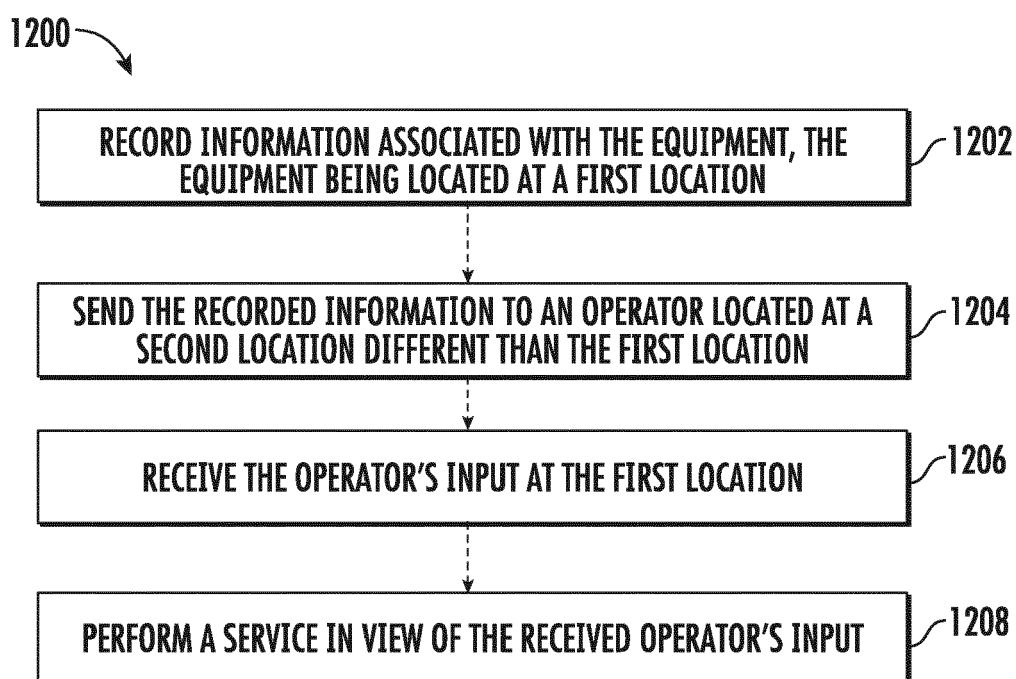 1200
RECORD INFORMATION ASSOCIATED WITH THE EQUIPMENT, THE
EQUIPMENT BEING LOCATED AT A FIRST LOCATION
1202
SEND THE RECORDED INFORMATION TO AN OPERATOR LOCATED AT A
SECOND LOCATION DIFFERENT THAN THE FIRST LOCATION
1204
RECEIVE THE OPERATOR'S INPUT AT THE FIRST LOCATION
1206
PERFORM A SERVICE IN VIEW OF THE RECEIVED OPERATOR'S INPUT
1208